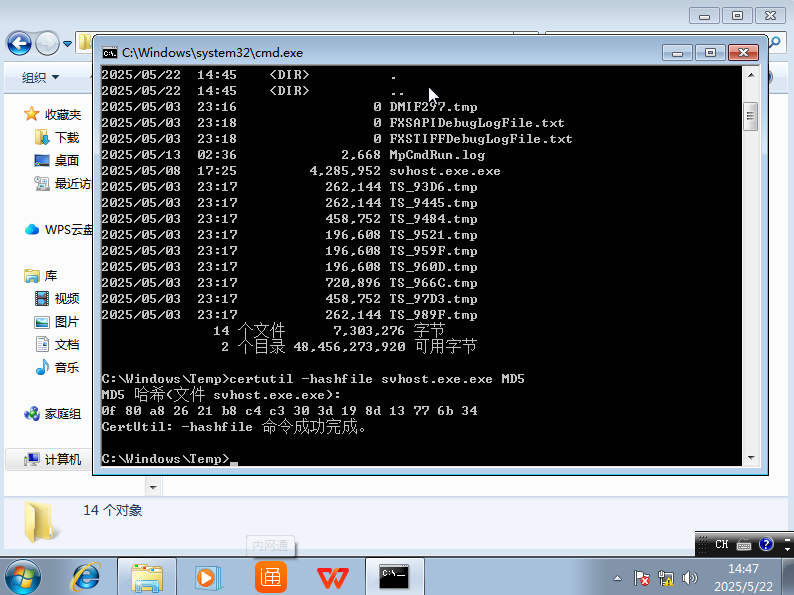 C:\Windows\system32\cmd.exe
组织
收藏夹
下载
桌面
最近访
WPS云盘
库
视频
图片
文档
音乐
家庭组
计算机
2025/05/22  14:45    <DIR>          .
2025/05/22  14:45    <DIR>          ..
2025/05/03  23:16                 0 DMIF297.tmp
2025/05/03  23:18                 0 FXSAPIDebugLogFile.txt
2025/05/03  23:18                 0 FXSTIFFDebugLogFile.txt
2025/05/13  02:36             2,668 MpCmdRun.log
2025/05/08  17:25         4,285,952 svhost.exe.exe
2025/05/03  23:17           262,144 TS_93D6.tmp
2025/05/03  23:17           262,144 TS_9445.tmp
2025/05/03  23:17           458,752 TS_9484.tmp
2025/05/03  23:17           196,608 TS_9521.tmp
2025/05/03  23:17           196,608 TS_959F.tmp
2025/05/03  23:17           196,608 TS_960D.tmp
2025/05/03  23:17           720,896 TS_966C.tmp
2025/05/03  23:17           458,752 TS_97D3.tmp
2025/05/03  23:17           262,144 TS_989F.tmp
14 个文件      7,303,276 字节
2 个目录 48,456,273,920 可用字节
C:\Windows\Temp>certutil -hashfile svhost.exe.exe MD5
MD5 哈希(文件 svhost.exe.exe):
0f 80 a8 26 21 b8 c4 c3 30 3d 19 8d 13 77 6b 34
CertUtil: -hashfile 命令成功完成。
C:\Windows\Temp>
14 个对象
内网通
CH
14:47
2025/5/22